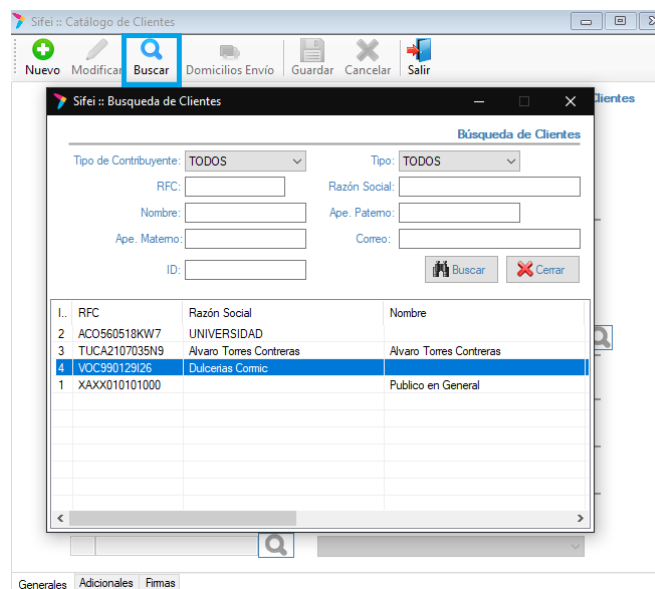 Sifei :: Catálogo de Clientes
Nuevo Modificar Buscar Domicilios Envío Guardar Cancelar Salir
Clientes
Sifei :: Busqueda de Clientes
Búsqueda de Clientes
Tipo de Contribuyente: TODOS Tipo: TODOS
RFC: Razón Social:
Nombre: Ape. Paterno:
Ape. Materno: Correo:
ID: Buscar Cerrar
I.. RFC Razón Social Nombre
2 ACO560518KW7 UNIVERSIDAD
3 TUCA2107035N9 Alvaro Torres Contreras Alvaro Torres Contreras
4 VOC990129I26 Dulcerias Cormic
1 XAXX010101000 Publico en General
Generales Adicionales Firmas